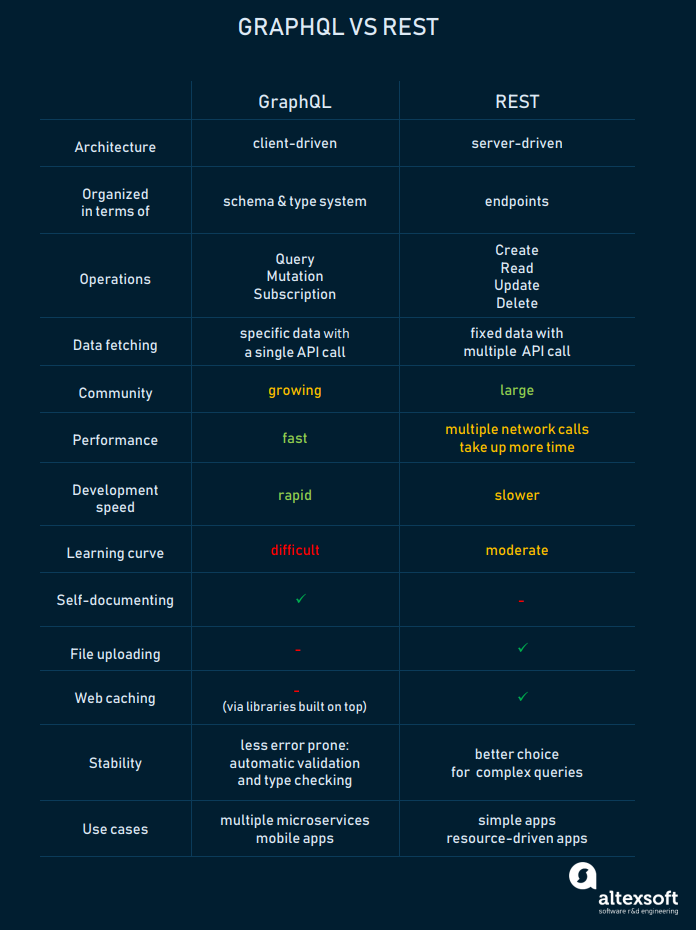 GRAPHQL VS REST
GraphQL
REST
Architecture
client-driven
server-driven
Organized
in terms of
schema & type system
endpoints
Operations
Query
Mutation
Subscription
Create
Read
Update
Delete
Data fetching
specific data with
a single API call
fixed data with
multiple API call
Community
growing
large
Performance
fast
multiple network calls
take up more time
Development
speed
rapid
slower
Learning curve
difficult
moderate
Self-documenting
✓
-
File uploading
-
✓
Web caching
-
(via libraries built on top)
✓
Stability
less error prone:
automatic validation
and type checking
better choice
for complex queries
Use cases
multiple microservices
mobile apps
simple apps
resource-driven apps
altexsoft
software r&d engineering